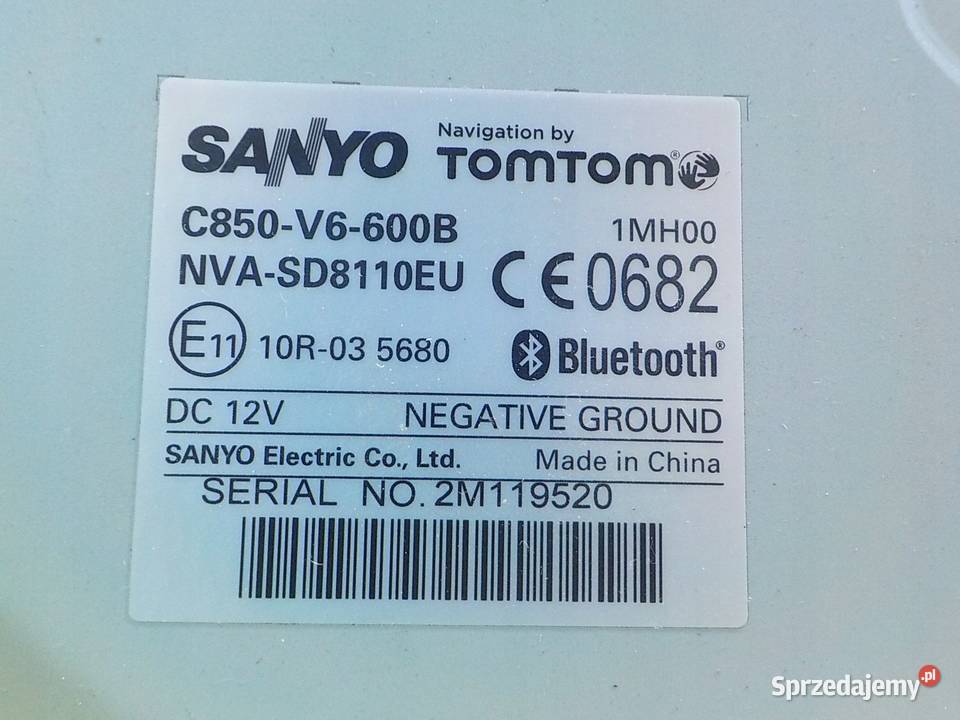 SANYO
Navigation by
TOMTOM®
C850-V6-600B
1MH00
NVA-SD8110EU
CE0682
E11 10R-03 5680
Bluetooth®
DC 12V NEGATIVE GROUND
SANYO Electric Co., Ltd. Made in China
SERIAL NO. 2M119520
Sprzedajemy.pl